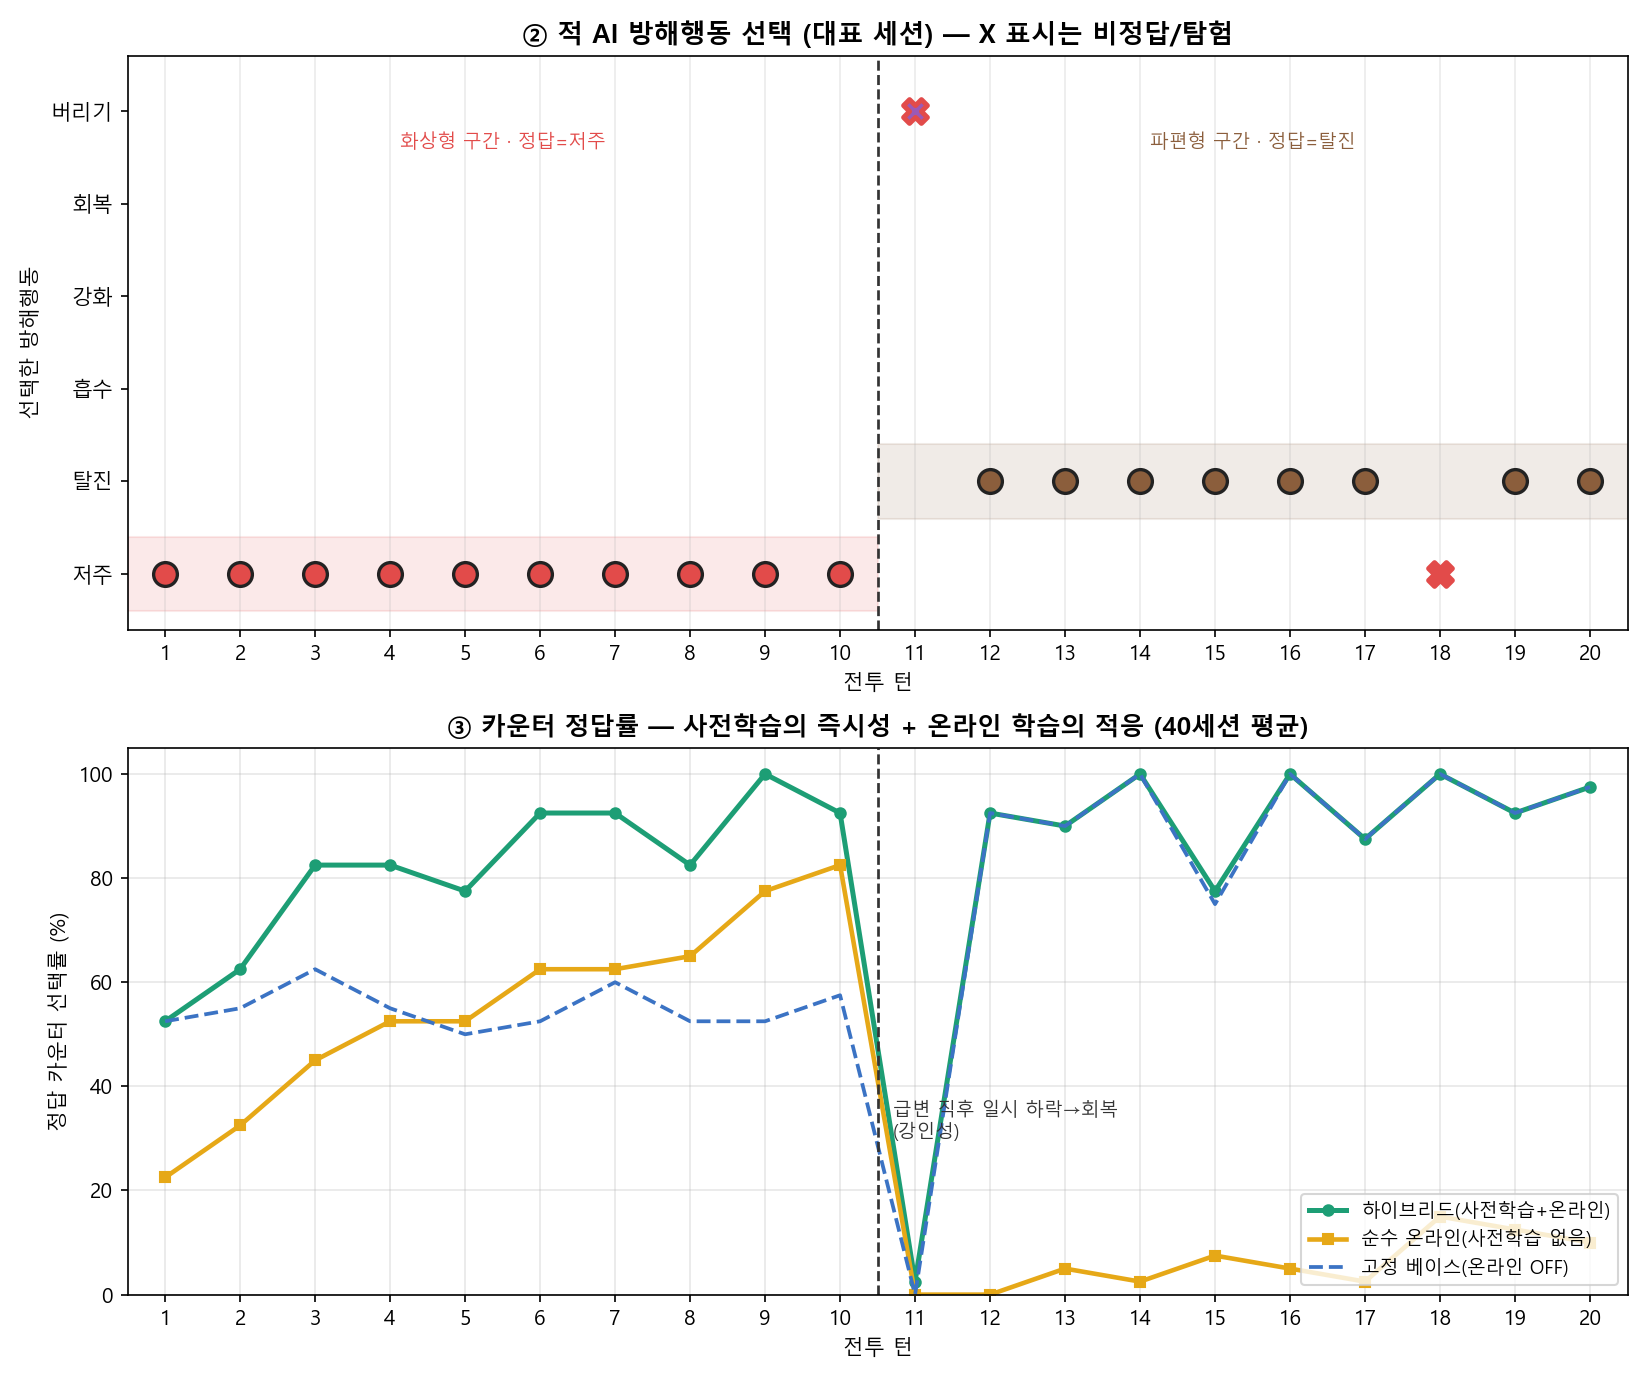 ② 적 AI 방해행동 선택 (대표 세션) — X 표시는 비정답/탐험
버리기
회복
강화
흡수
탈진
저주
선택한 방해행동
화상형 구간 · 정답=저주
파편형 구간 · 정답=탈진
1 2 3 4 5 6 7 8 9 10 11 12 13 14 15 16 17 18 19 20
전투 턴
③ 카운터 정답률 — 사전학습의 즉시성 + 온라인 학습의 적응 (40세션 평균)
100
80
60
40
20
0
정답 카운터 선택률 (%)
급변 직후 일시 하락→회복
(강인성)
하이브리드(사전학습+온라인)
순수 온라인(사전학습 없음)
고정 베이스(온라인 OFF)
1 2 3 4 5 6 7 8 9 10 11 12 13 14 15 16 17 18 19 20
전투 턴